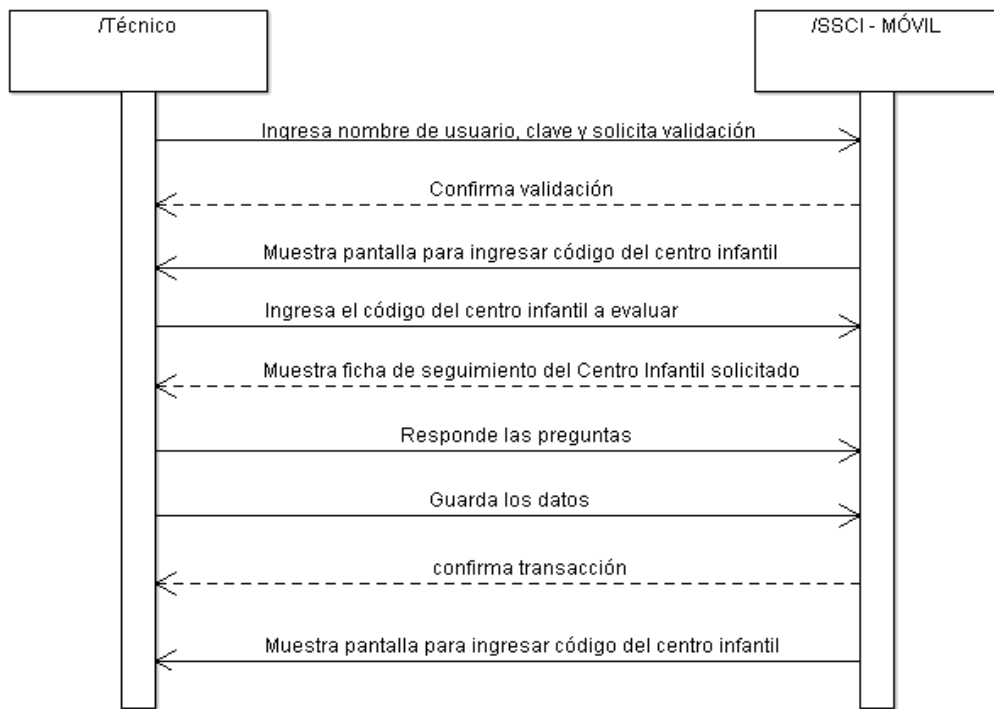 /Técnico
/SSCI - MÓVIL
Ingresa nombre de usuario, clave y solicita validación
Confirma validación
Muestra pantalla para ingresar código del centro infantil
Ingresa el código del centro infantil a evaluar
Muestra ficha de seguimiento del Centro Infantil solicitado
Responde las preguntas
Guarda los datos
confirma transacción
Muestra pantalla para ingresar código del centro infantil